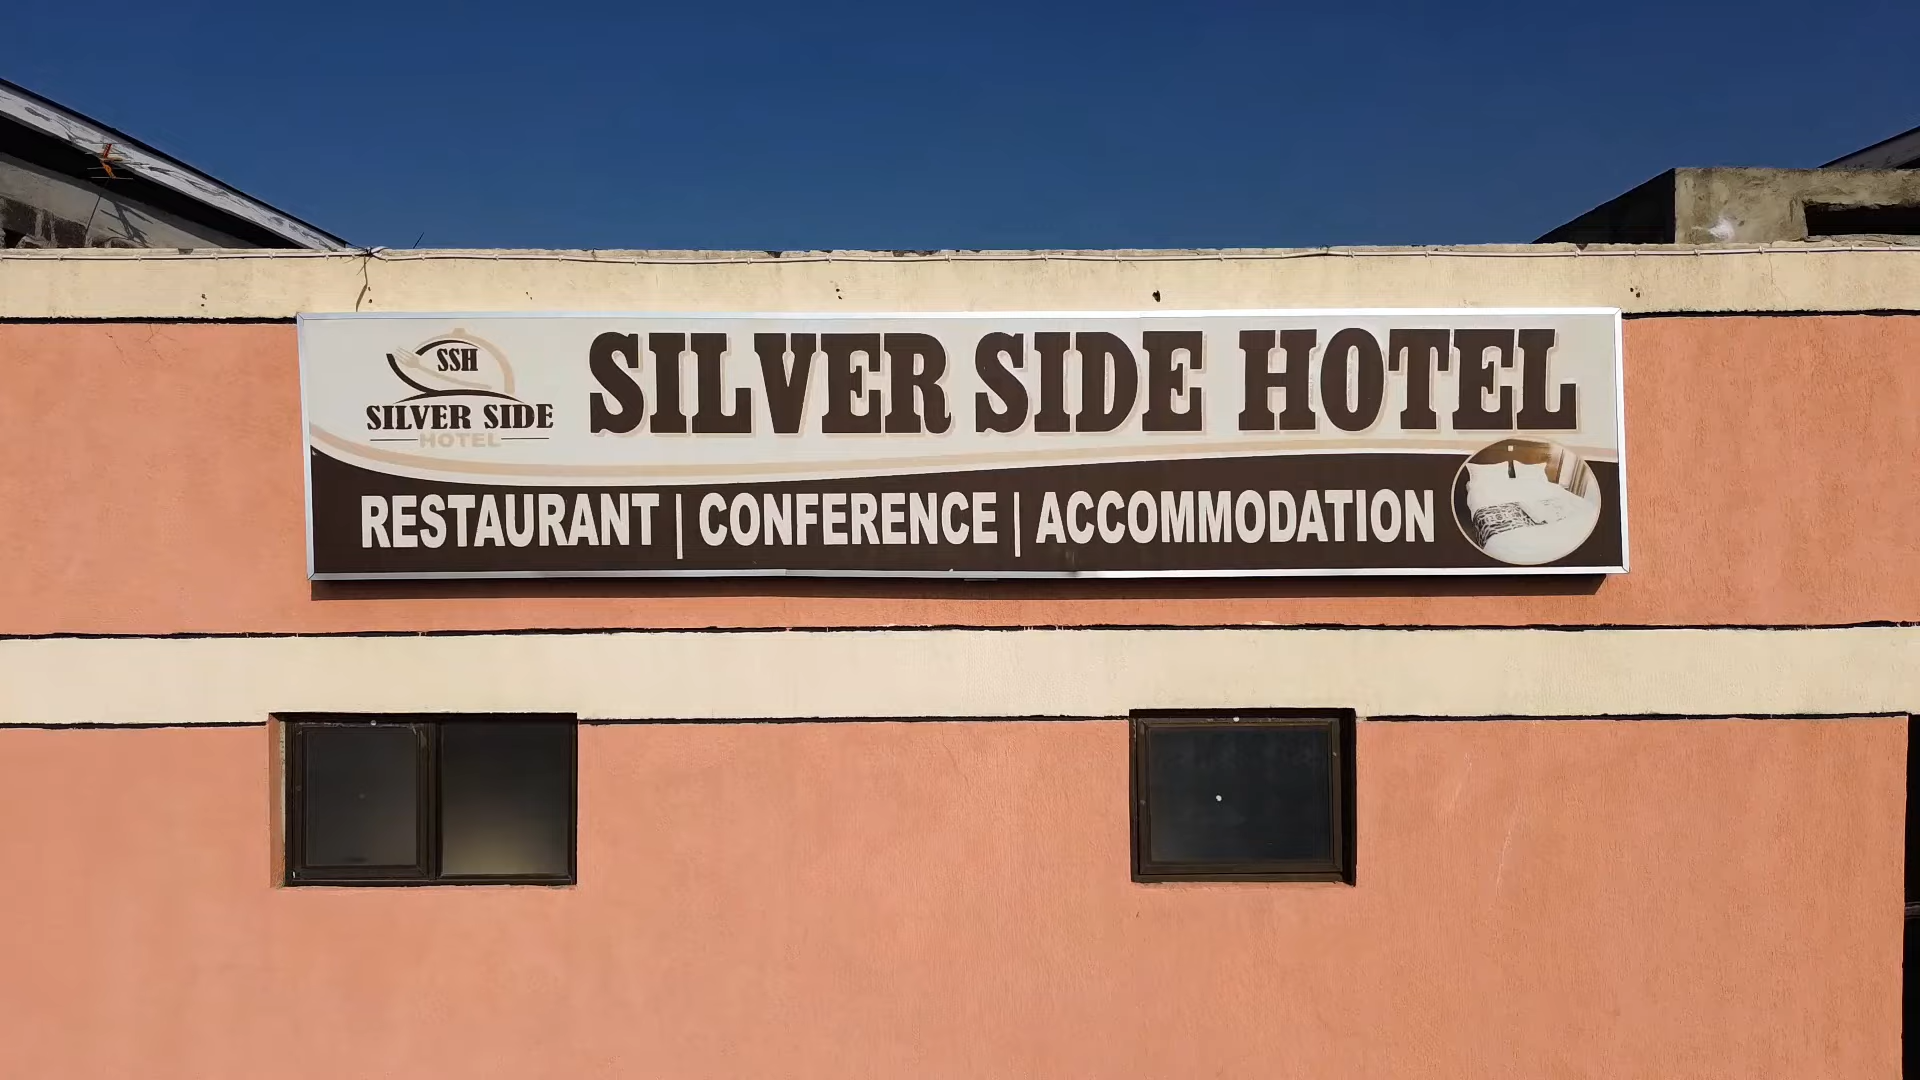 SSH
SILVER SIDE
HOTEL
SILVER SIDE HOTEL
RESTAURANT | CONFERENCE | ACCOMMODATION